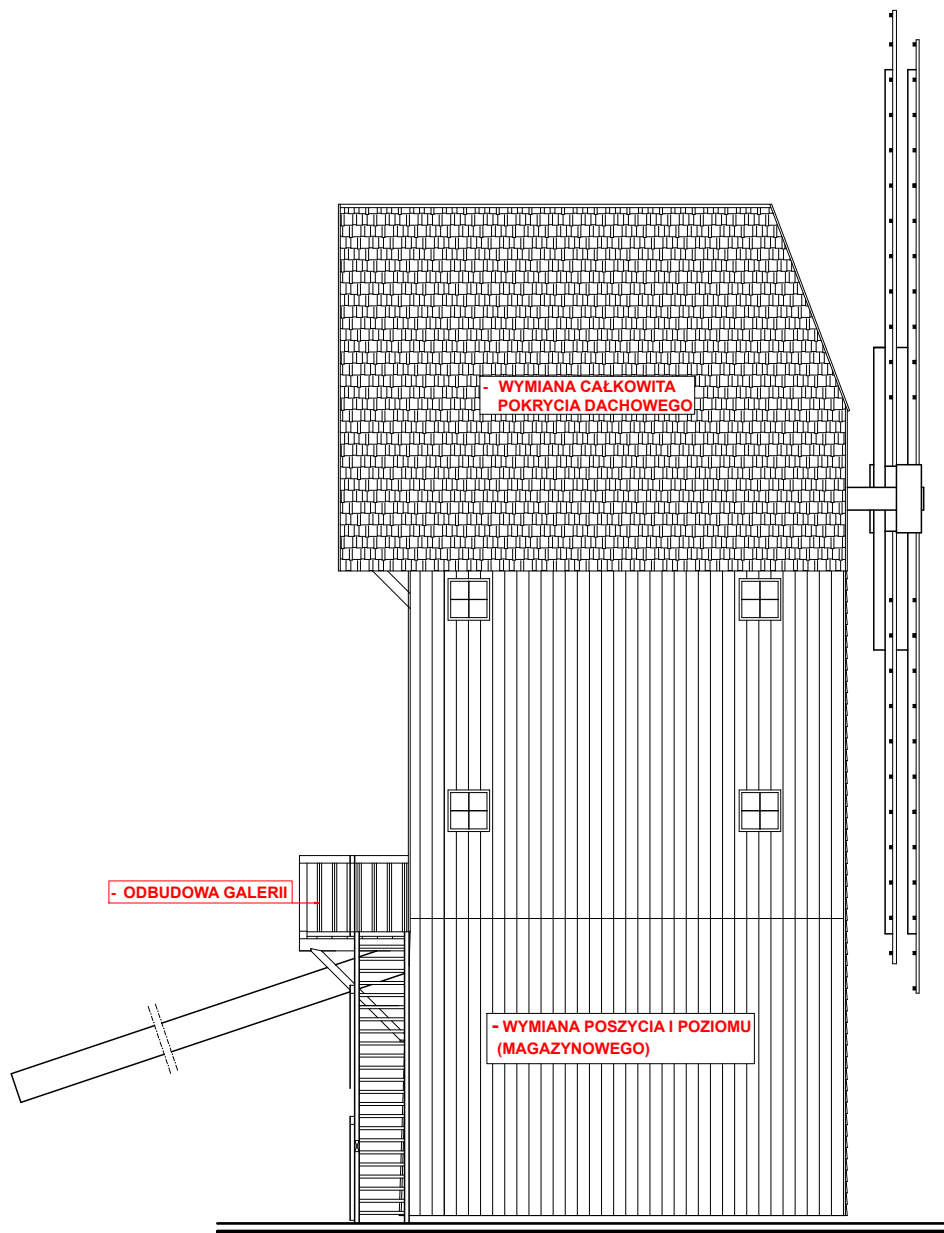 - WYMIANA CAŁKOWITA
POKRYCIA DACHOWEGO
- ODBUDOWA GALERII
- WYMIANA POSZYCIA I POZIOMU
(MAGAZYNOWEGO)